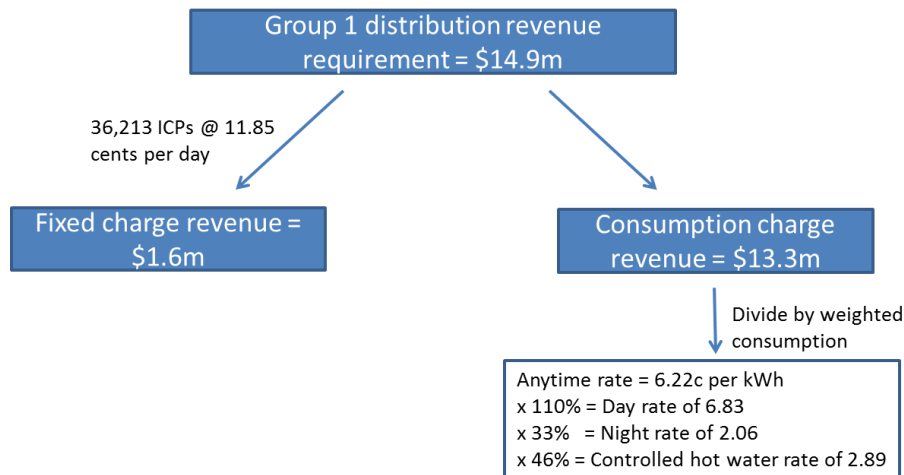 Group 1 distribution revenue
requirement = $14.9m
36,213 ICPs @ 11.85
cents per day
Fixed charge revenue =
$1.6m
Consumption charge
revenue = $13.3m
Divide by weighted
consumption
Anytime rate = 6.22c per kWh
x 110% = Day rate of 6.83
x 33% = Night rate of 2.06
x 46% = Controlled hot water rate of 2.89